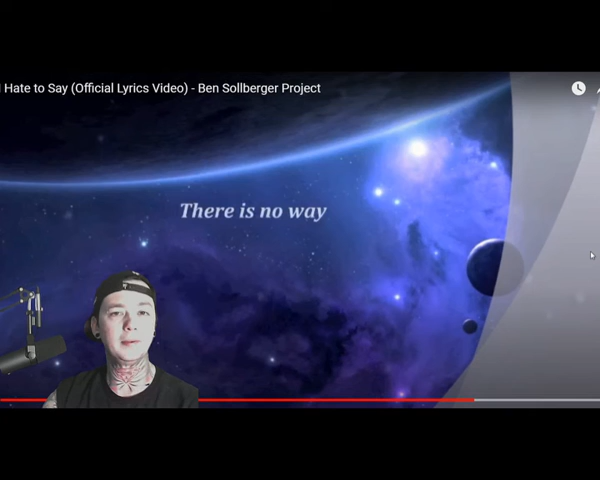 I Hate to Say (Official Lyrics Video) - Ben Sollberger Project
There is no way